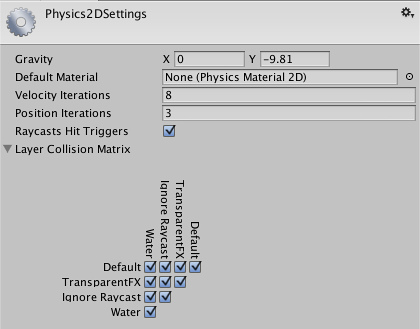 Physics2DSettings
Gravity X 0 Y -9.81
Default Material None (Physics Material 2D)
Velocity Iterations 8
Position Iterations 3
Raycasts Hit Triggers
Layer Collision Matrix
Water
Ignore Raycast
TransparentFX
Default
Default
TransparentFX
Ignore Raycast
Water